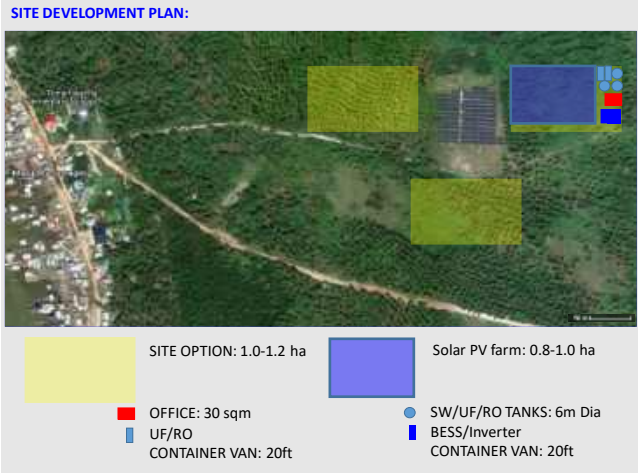 SITE DEVELOPMENT PLAN:
SITE OPTION: 1.0-1.2 ha
Solar PV farm: 0.8-1.0 ha
OFFICE: 30 sqm
SW/UF/RO TANKS: 6m Dia
UF/RO
CONTAINER VAN: 20ft
BESS/Inverter
CONTAINER VAN: 20ft